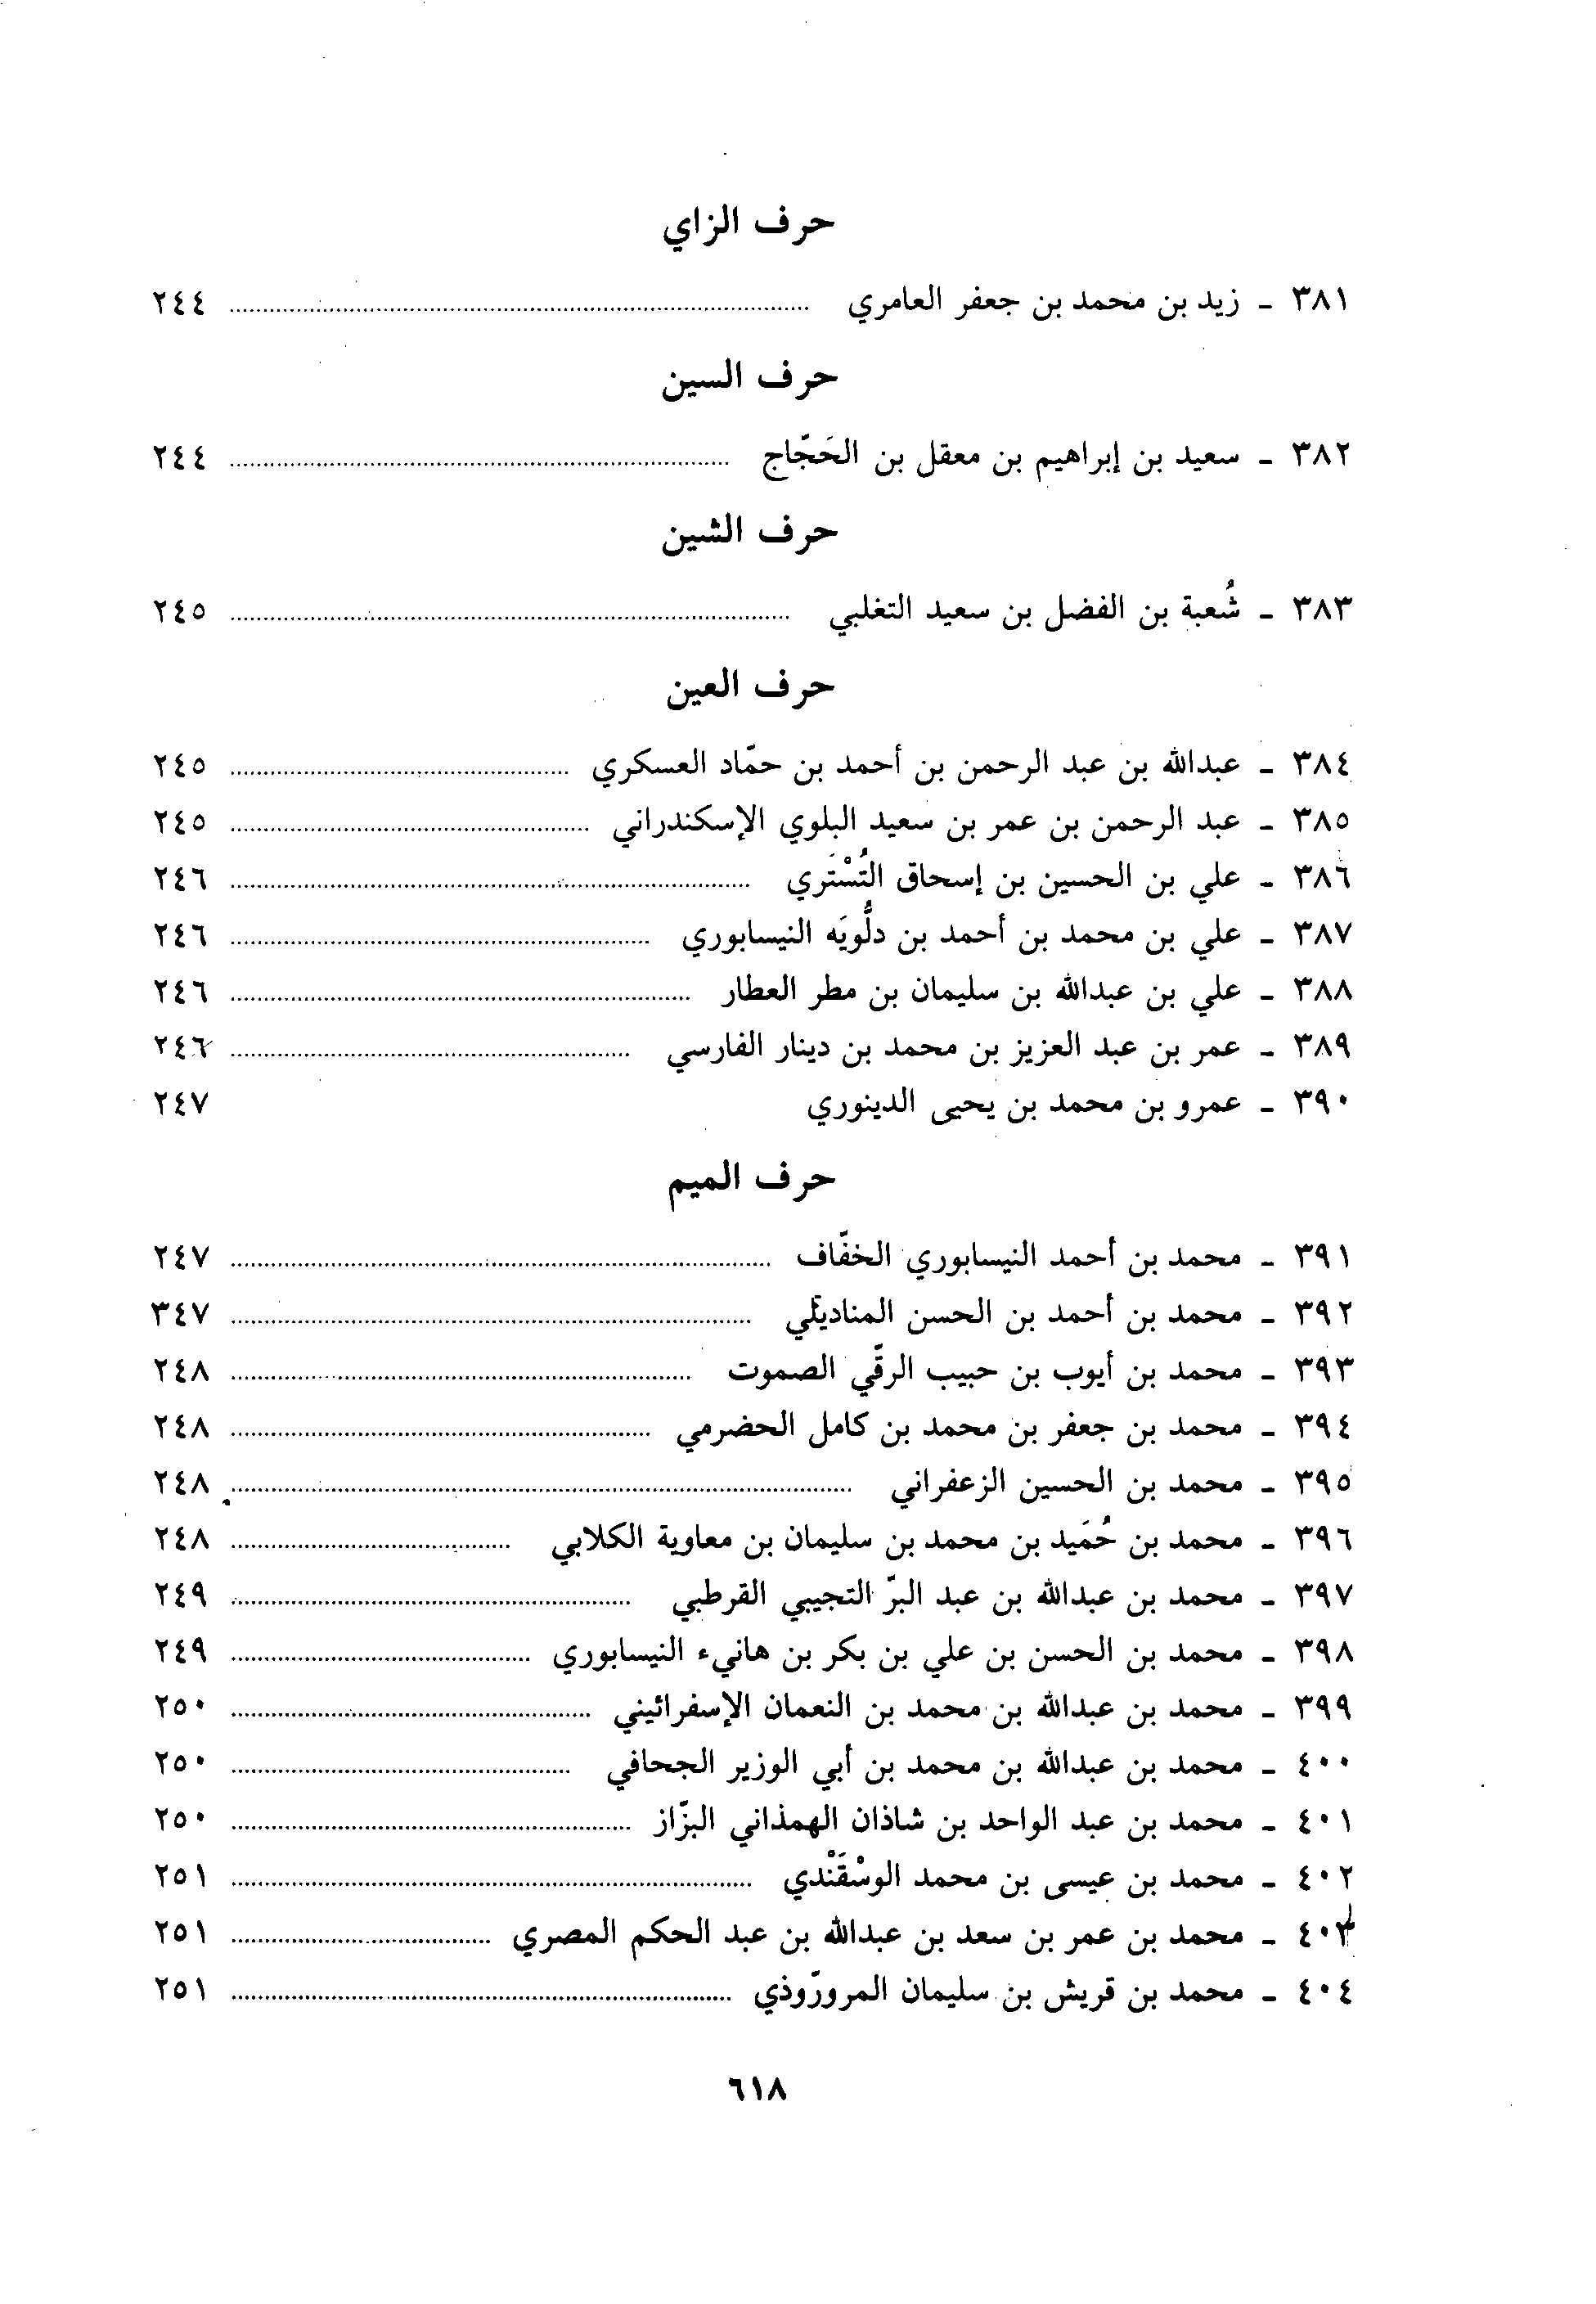 حرف الزاي
٣٨١ - زيد بن محمد بن جعفر العامري ........ ٢٤٤
حرف السين
٣٨٢ - سعيد بن إبراهيم بن معقل بن الحَجّاج ........ ٢٤٤
حرف الشين
٣٨٣ - شُعبة بن الفضل بن سعيد التغلبي ........ ٢٤٥
حرف العين
٣٨٤ - عبدالله بن عبد الرحمن بن أحمد بن حمّاد العسكري ........ ٢٤٥
٣٨٥ - عبد الرحمن بن عمر بن سعيد البلوي الإسكندراني ........ ٢٤٥
٣٨٦ - علي بن الحسين بن إسحاق التُسْتَري ........ ٢٤٦
٣٨٧ - علي بن محمد بن أحمد بن دلُّويَه النيسابوري ........ ٢٤٦
٣٨٨ - علي بن عبدالله بن سليمان بن مطر العطار ........ ٢٤٦
٣٨٩ - عمر بن عبد العزيز بن محمد بن دينار الفارسي ........ ٢٤٦
٣٩٠ - عمرو بن محمد بن يحيى الدينوري ٢٤٧
حرف الميم
٣٩١ - محمد بن أحمد النيسابوري الخفّاف ........ ٢٤٧
٣٩٢ - محمد بن أحمد بن الحسن المناديلي ........ ٣٤٧
٣٩٣ - محمد بن أيوب بن حبيب الرقّي الصموت ........ ٢٤٨
٣٩٤ - محمد بن جعفر بن محمد بن كامل الحضرمي ........ ٢٤٨
٣٩٥ - محمد بن الحسين الزعفراني ........ ٢٤٨
٣٩٦ - محمد بن حُمَيد بن محمد بن سليمان بن معاوية الكلابي ........ ٢٤٨
٣٩٧ - محمد بن عبدالله بن عبد البرّ التجيبي القرطبي ........ ٢٤٩
٣٩٨ - محمد بن الحسن بن علي بن بكر بن هانيء النيسابوري ........ ٢٤٩
٣٩٩ - محمد بن عبدالله بن محمد بن النعمان الإسفرائيني ........ ٢٥٠
٤٠٠ - محمد بن عبدالله بن محمد بن أبي الوزير الجحافي ........ ٢٥٠
٤٠١ - محمد بن عبد الواحد بن شاذان الهمذاني البزّاز ........ ٢٥٠
٤٠٢ - محمد بن عيسى بن محمد الوسْقَنْدي ........ ٢٥١
٤٠٣ - محمد بن عمر بن سعد بن عبدالله بن عبد الحكم المصري ........ ٢٥١
٤٠٤ - محمد بن قريش بن سليمان المرورّوذي ........ ٢٥١
٦١٨